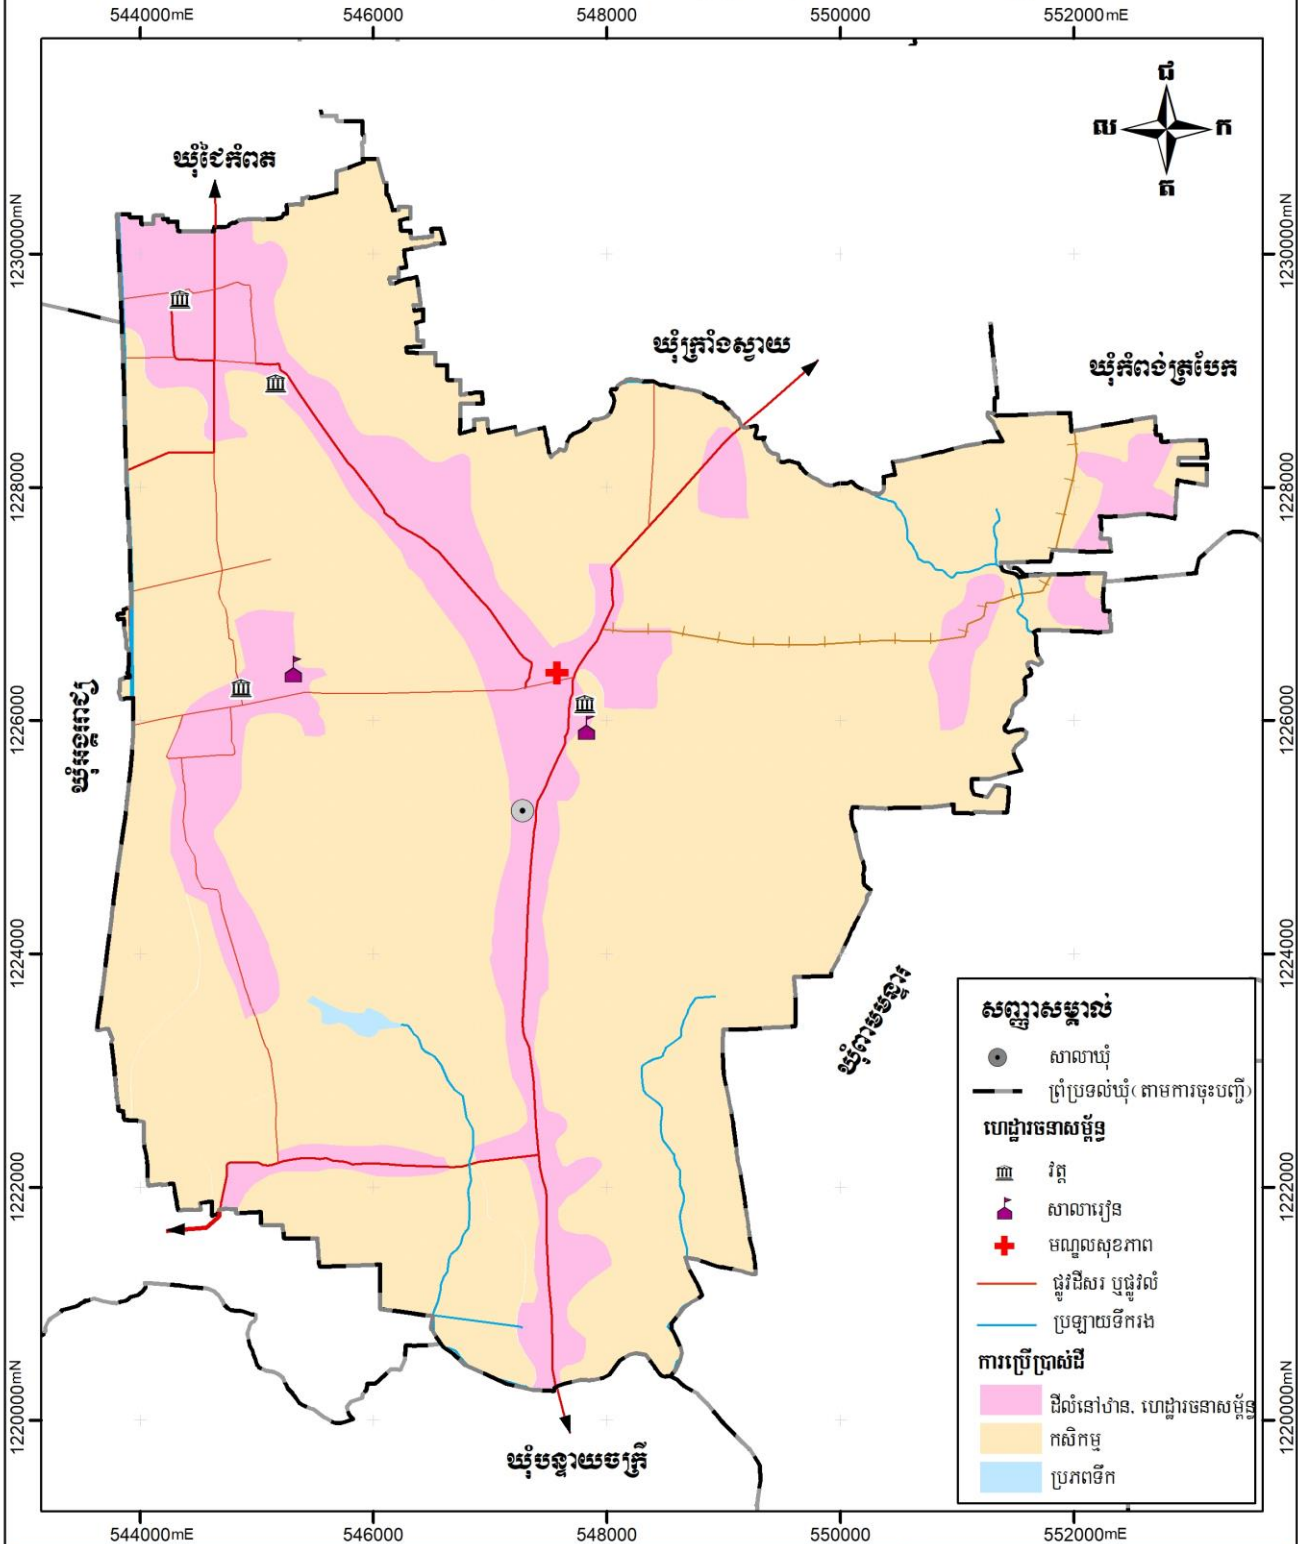 544000mE 546000 548000 550000 552000mE
ជ
ល ក
ត
ឃុំជៃកំពត
ឃុំក្រាំងស្វាយ
ឃុំកំពង់ត្របែក
1230000mN 1230000mN
1228000 1228000
1226000 1226000
ឃុំអង្គររាជ្យ
1224000 1224000
ឃុំពាមមន្ទារ
1222000 1222000
1220000mN 1220000mN
ឃុំបន្ទាយចក្រី
សញ្ញាសម្គាល់
សាលាឃុំ
ព្រំប្រទល់ឃុំ(តាមការចុះបញ្ជី)
ហេដ្ឋារចនាសម្ព័ន្ធ
វត្ត
សាលារៀន
មណ្ឌលសុខភាព
ផ្លូវដីសរ ឬផ្លូវលំ
ប្រឡាយទឹករង
ការប្រើប្រាស់ដី
ដីលំនៅឋាន, ហេដ្ឋារចនាសម្ព័ន្ធ
កសិកម្ម
ប្រភពទឹក
544000mE 546000 548000 550000 552000mE